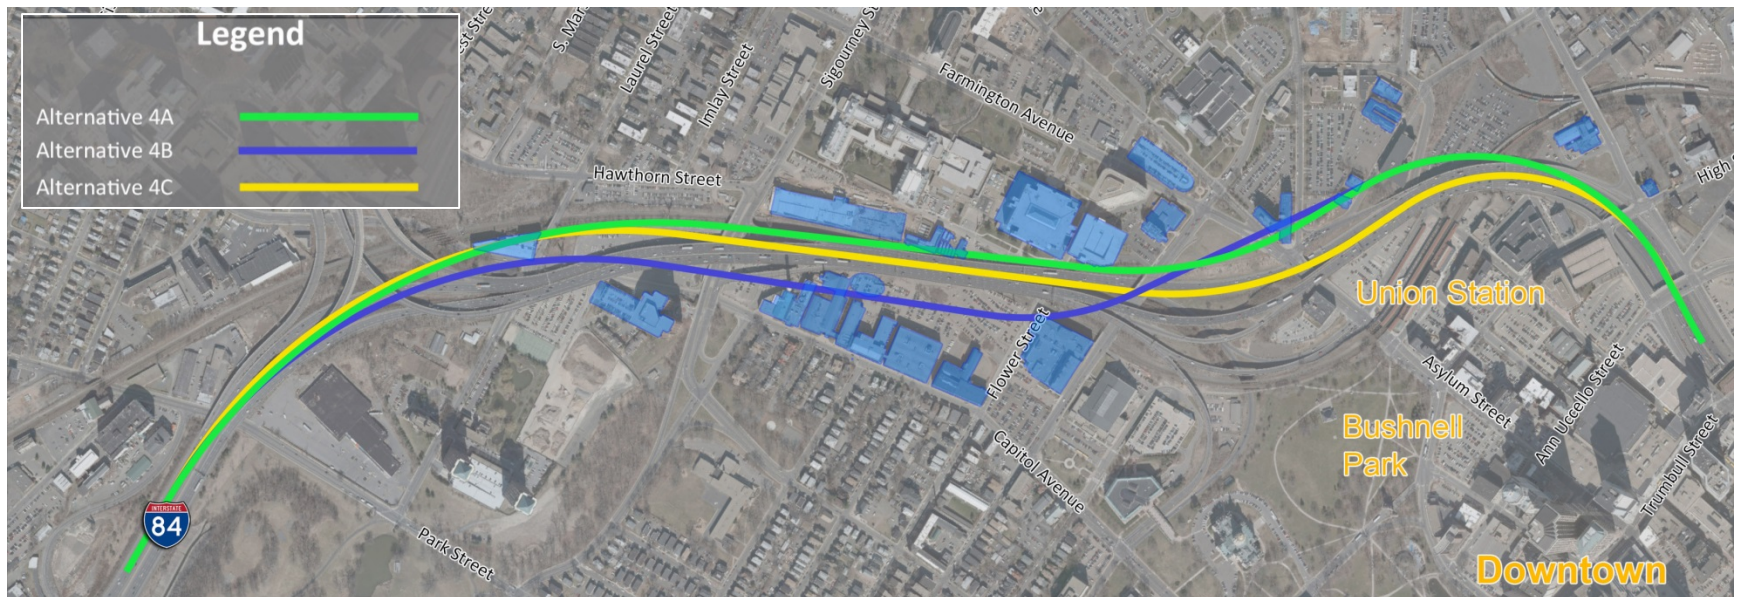 Legend
Alternative 4A
Alternative 4B
Alternative 4C
S. Mar
Laurel Street
Imlay Street
Sigourney St
Farmington Avenue
Hawthorn Street
High
Union Station
Flower Street
Asylum Street
Ann Uccello Street
Bushnell
Park
Trumbull Street
Capitol Avenue
INTERSTATE
84
Park Street
Downtown